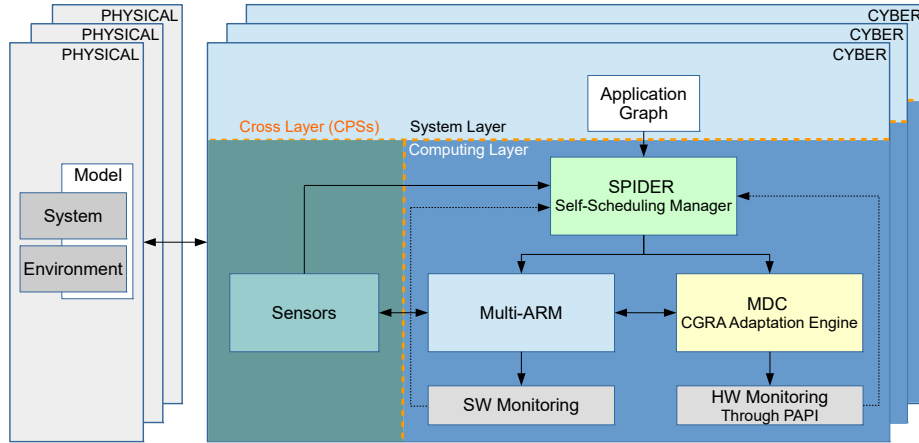 PHYSICAL
PHYSICAL
PHYSICAL
Model
System
Environment
CYBER
CYBER
CYBER
Application
Graph
Cross Layer (CPSs)
System Layer
Computing Layer
SPIDER
Self-Scheduling Manager
Sensors
Multi-ARM
MDC
CGRA Adaptation Engine
SW Monitoring
HW Monitoring
Through PAPI